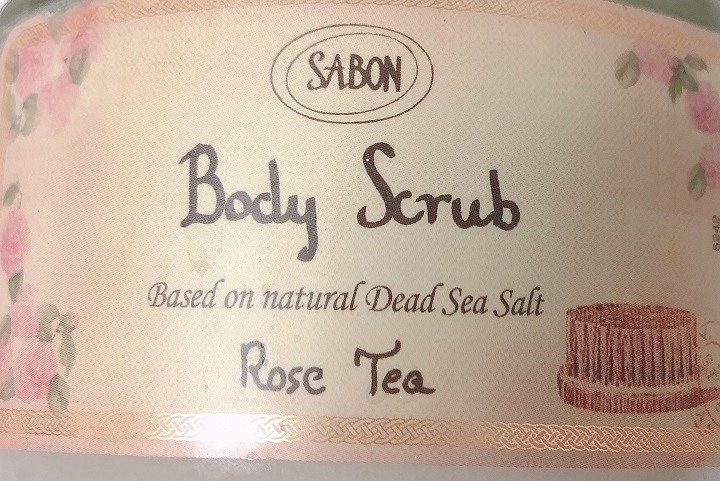 SABON
Body Scrub
Based on natural Dead Sea Salt
Rose Tea